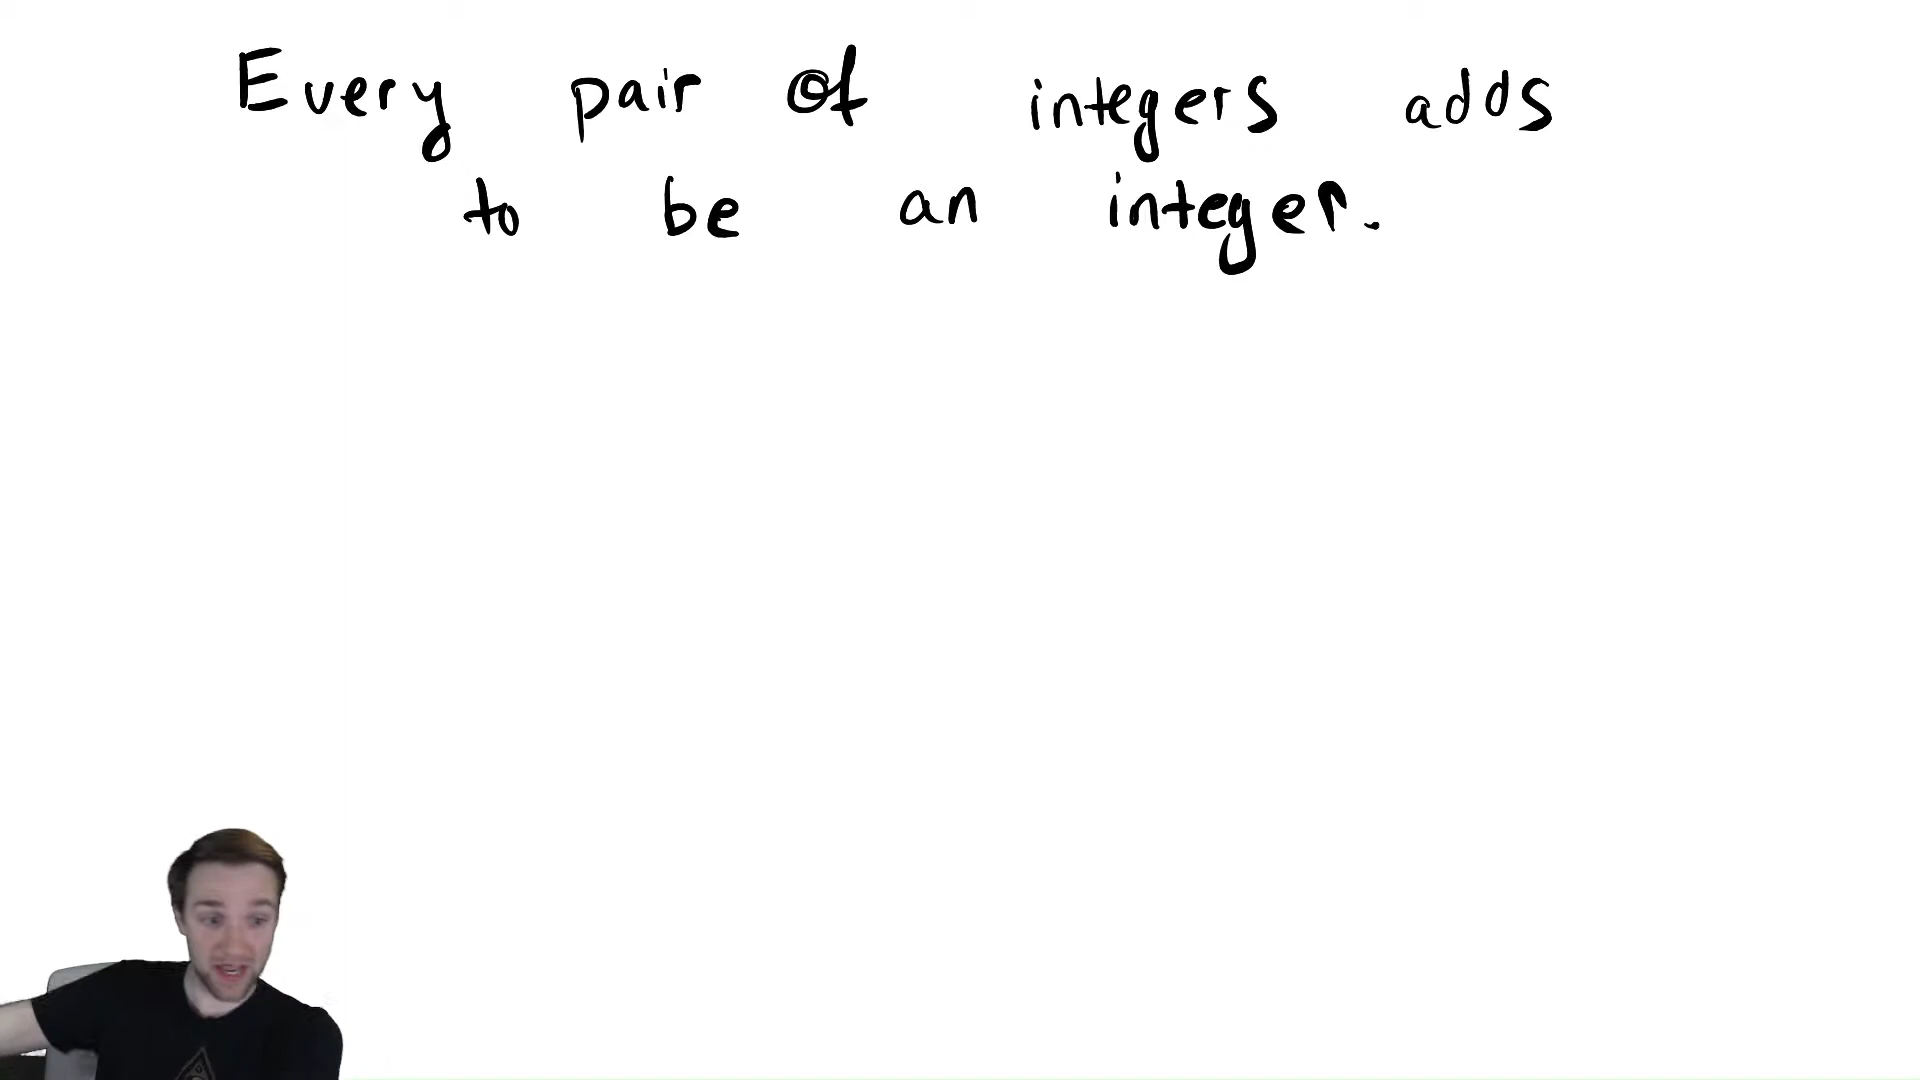 Every pair of integers adds
to be an integer.